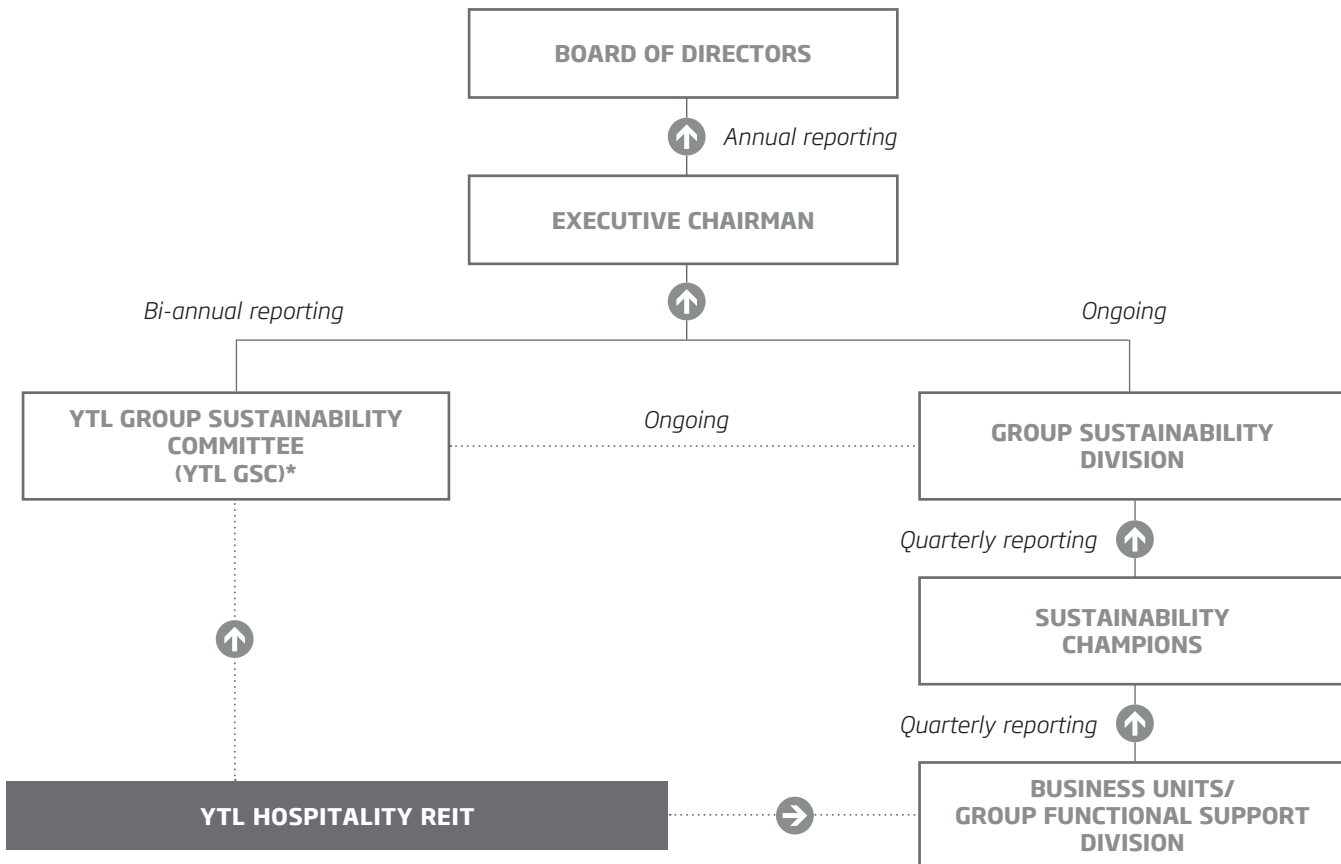 BOARD OF DIRECTORS
Annual reporting
EXECUTIVE CHAIRMAN
Bi-annual reporting
Ongoing
YTL GROUP SUSTAINABILITY
COMMITTEE
(YTL GSC)*
Ongoing
GROUP SUSTAINABILITY
DIVISION
Quarterly reporting
SUSTAINABILITY
CHAMPIONS
Quarterly reporting
YTL HOSPITALITY REIT
BUSINESS UNITS/
GROUP FUNCTIONAL SUPPORT
DIVISION